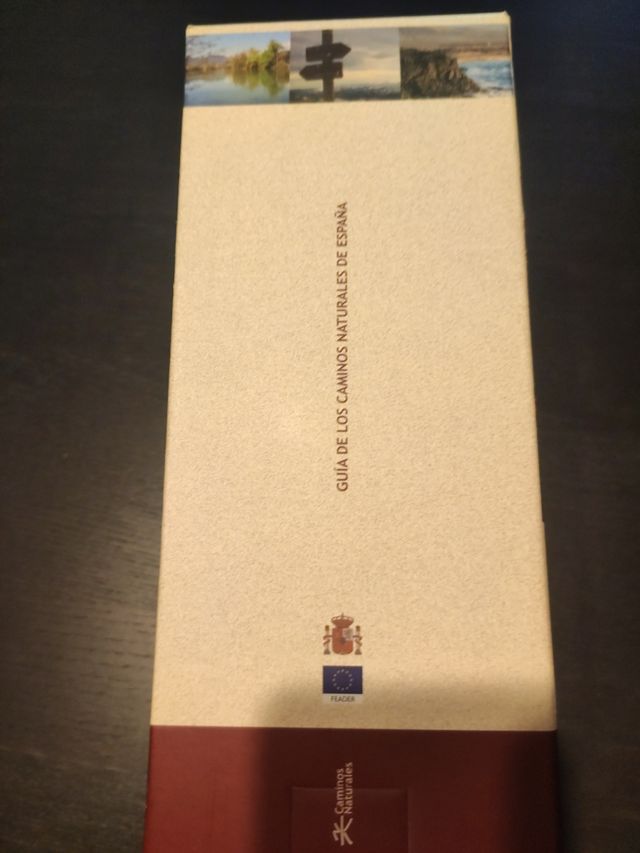 GUÍA DE LOS CAMINOS NATURALES DE ESPAÑA
FEADER
Caminos
Naturales